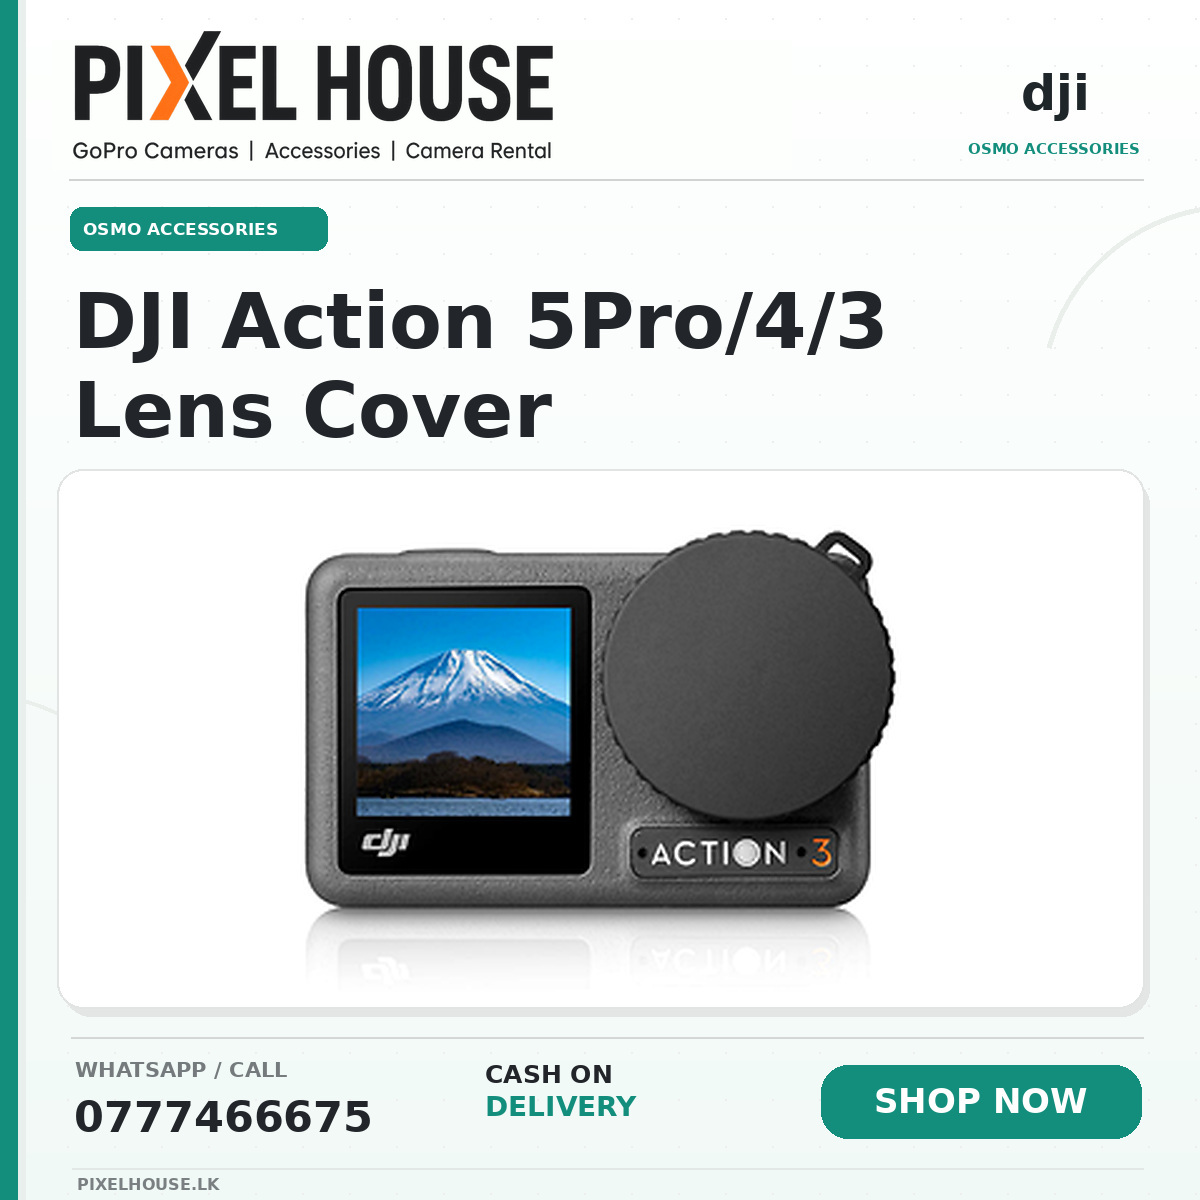 PIXEL HOUSE
GoPro Cameras | Accessories | Camera Rental
dji
OSMO ACCESSORIES
OSMO ACCESSORIES
DJI Action 5Pro/4/3
Lens Cover
dji
ACTION 3
WHATSAPP / CALL
0777466675
CASH ON
DELIVERY
SHOP NOW
PIXELHOUSE.LK